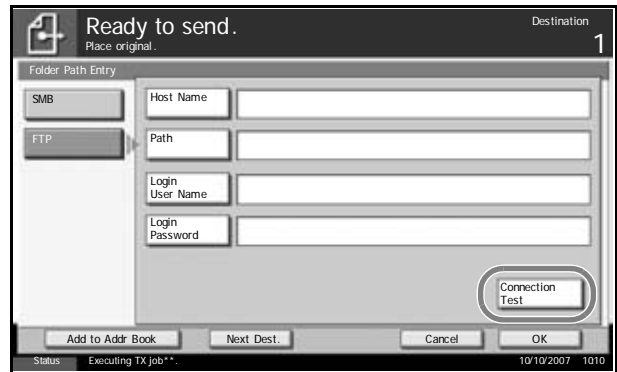 Ready to send.
Destination
Place original.
1
Folder Path Entry
SMB
Host Name
FTP
Path
Login
User Name
Login
Password
Connection
Test
Add to Addr Book
Next Dest.
Cancel
OK
Status
Executing TX job**.
10/10/2007 1010